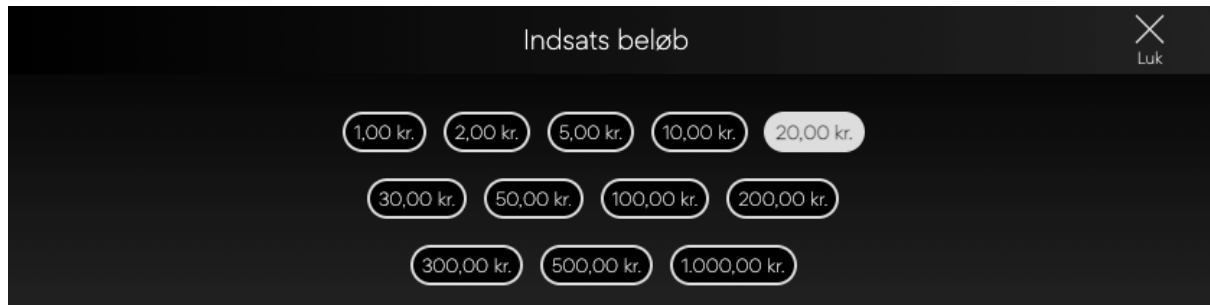 Indsats beløb
Luk
1,00 kr. 2,00 kr. 5,00 kr. 10,00 kr. 20,00 kr.
30,00 kr. 50,00 kr. 100,00 kr. 200,00 kr.
300,00 kr. 500,00 kr. 1.000,00 kr.